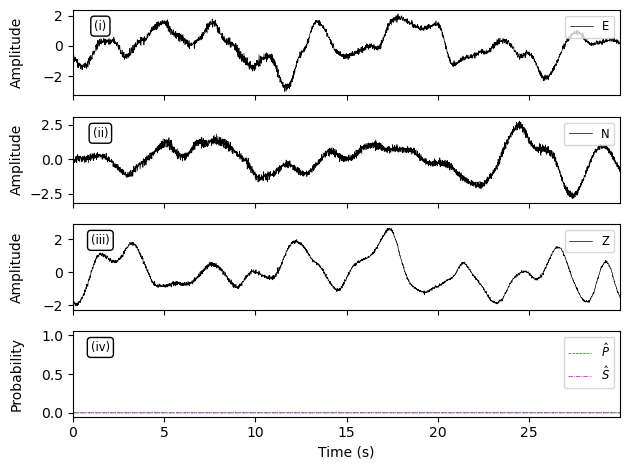 Amplitude
2
0
−2
(i)
E
Amplitude
2.5
0.0
−2.5
(ii)
N
Amplitude
2
0
−2
(iii)
Z
Probability
1.0
0.5
0.0
(iv)
P̂
Ŝ
0 5 10 15 20 25
Time (s)